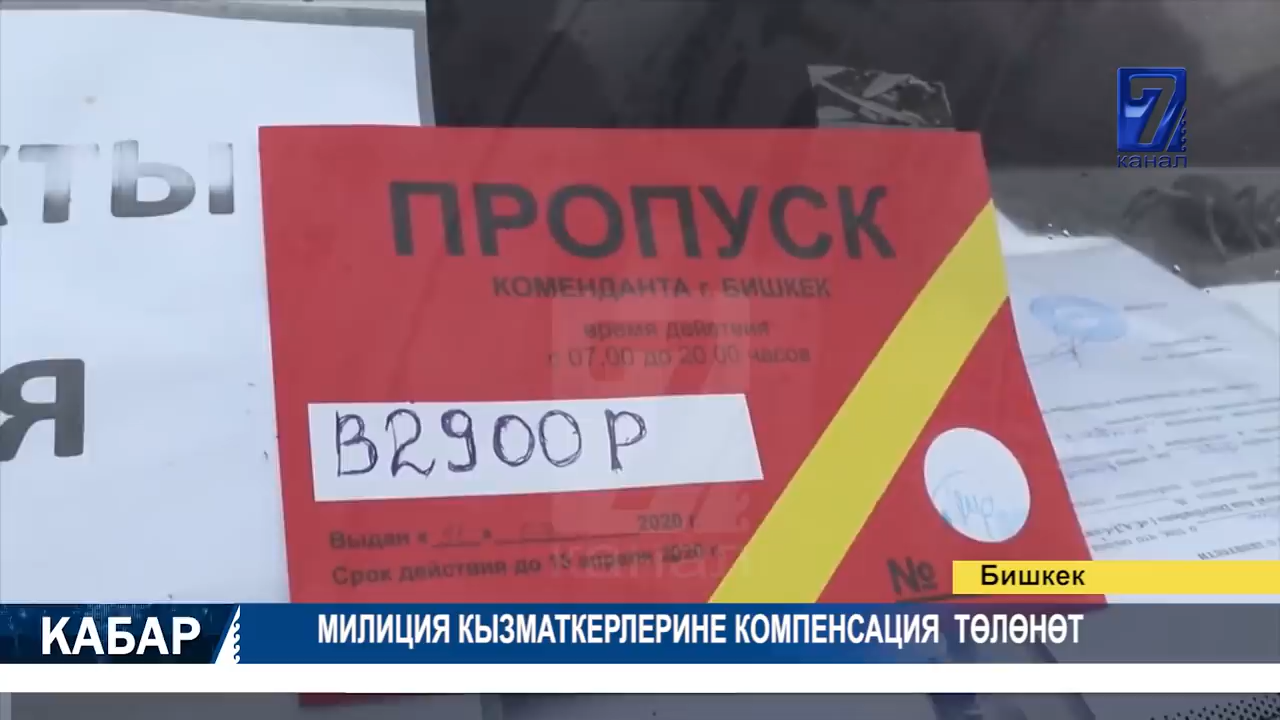 7
канал
КТЫ
Я
ПРОПУСК
КОМЕНДАНТА г. БИШКЕК
время действия
с 07.00 до 20.00 часов
В2900Р
Выдан « » 2020 г.
Срок действия до 15 апреля 2020 г.
№
Бишкек
КАБАР
МИЛИЦИЯ КЫЗМАТКЕРЛЕРИНЕ КОМПЕНСАЦИЯ ТӨЛӨНӨТ